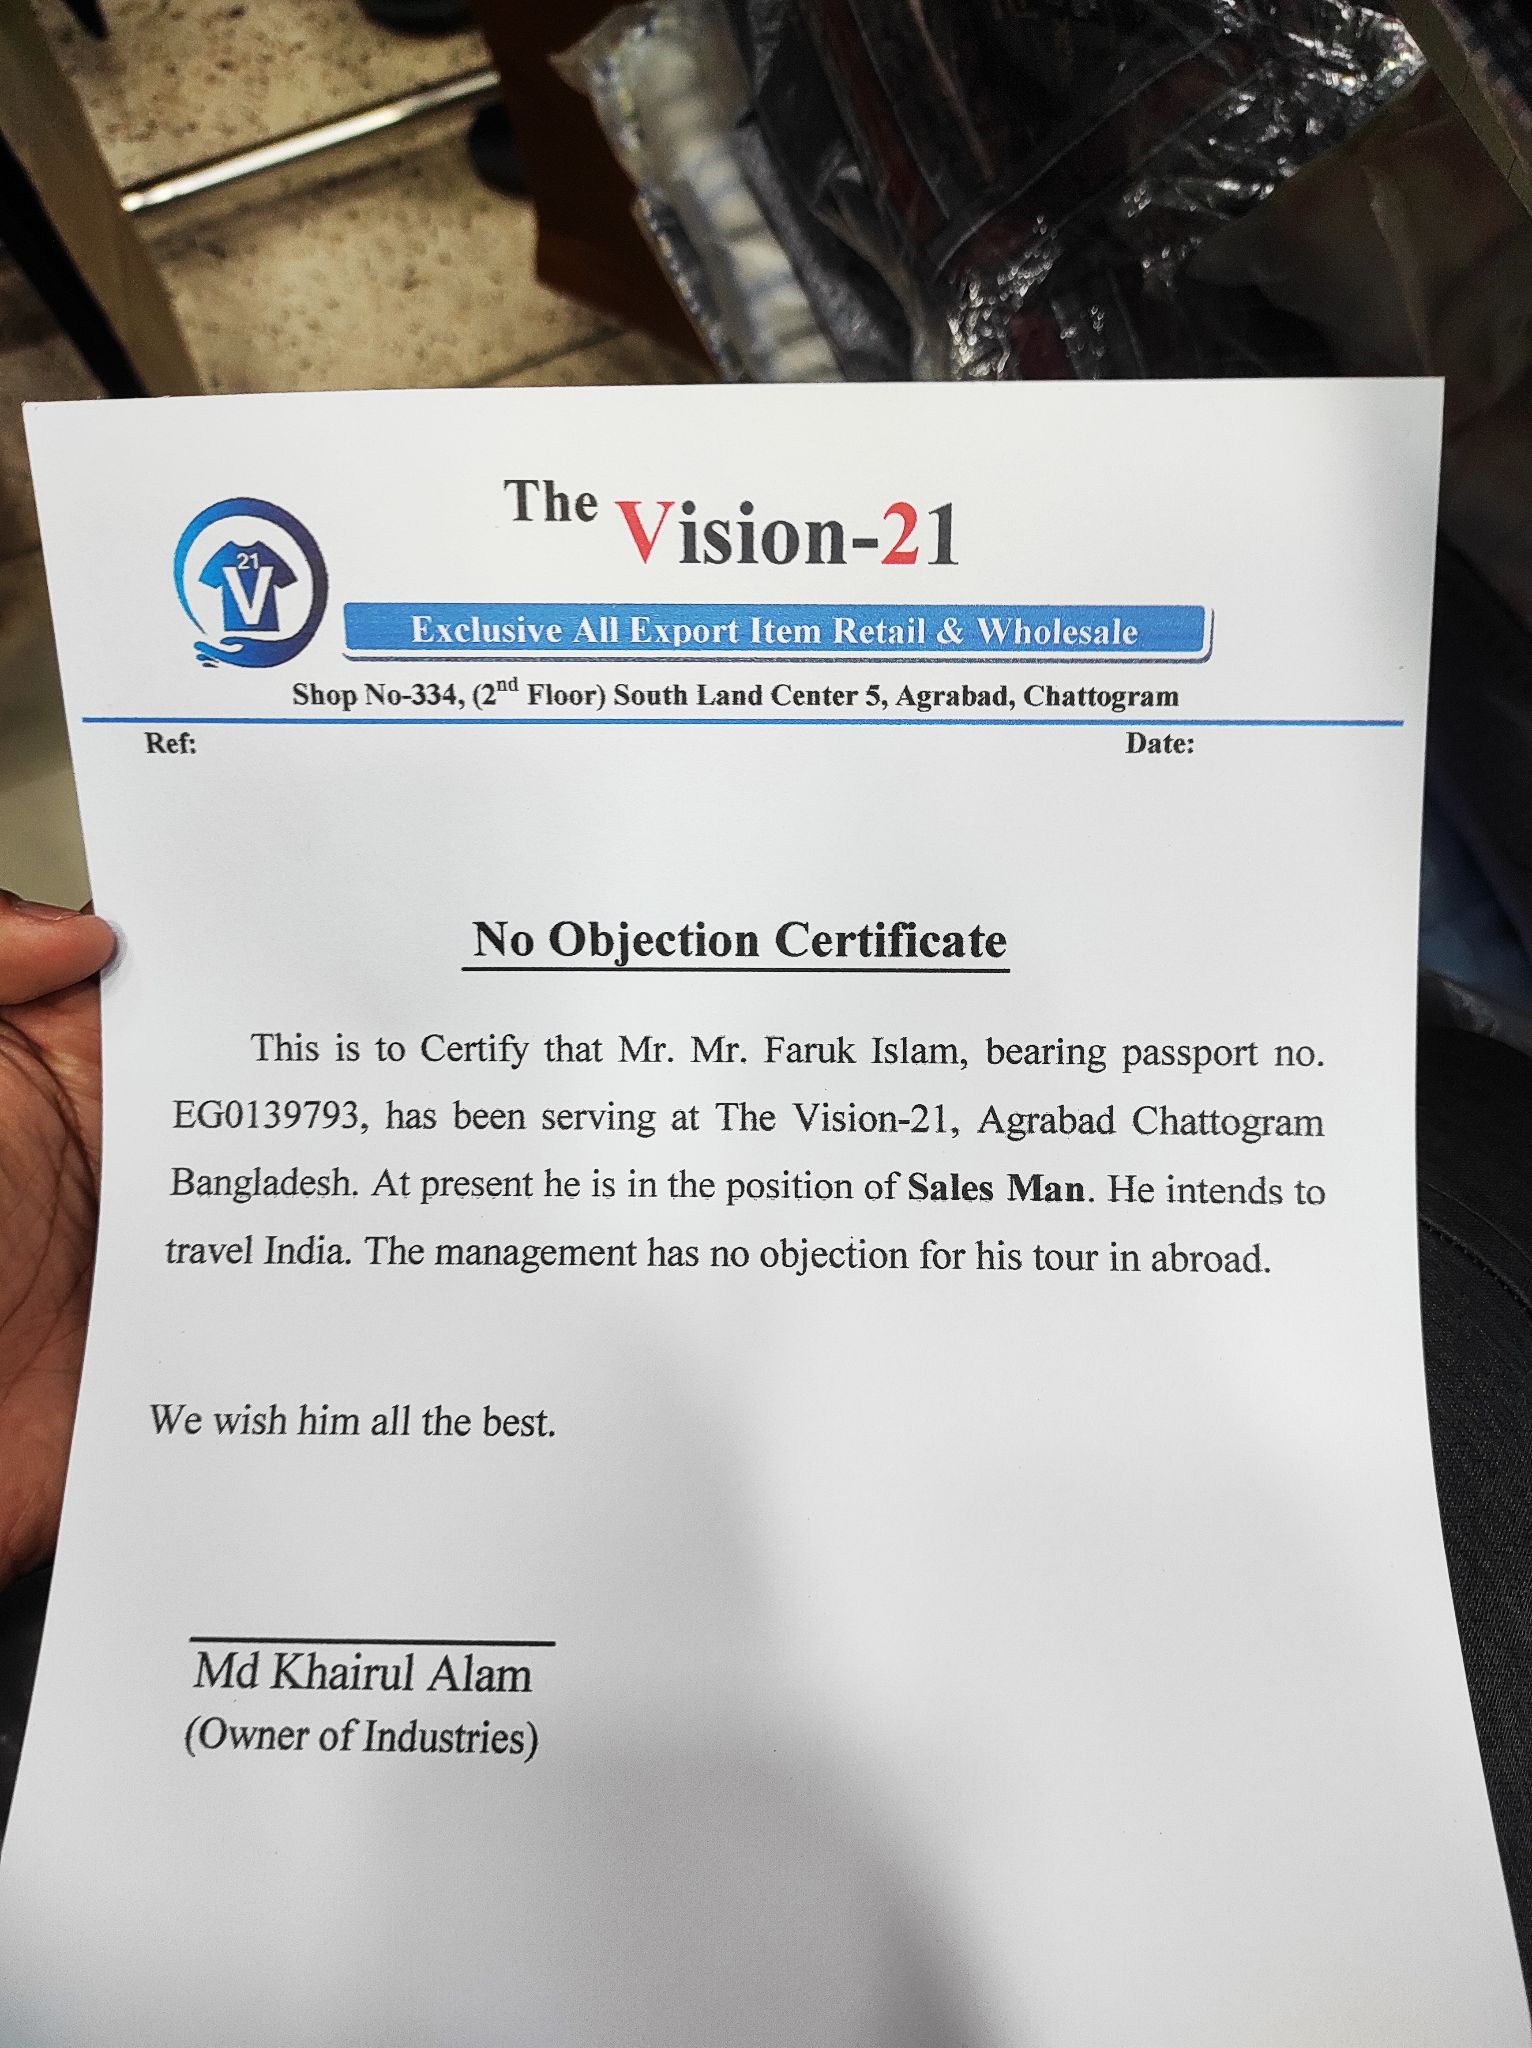 The Vision-21
21
V
Exclusive All Export Item Retail & Wholesale
Shop No-334, (2nd Floor) South Land Center 5, Agrabad, Chattogram
Ref: Date:
No Objection Certificate
This is to Certify that Mr. Mr. Faruk Islam, bearing passport no.
EG0139793, has been serving at The Vision-21, Agrabad Chattogram
Bangladesh. At present he is in the position of Sales Man. He intends to
travel India. The management has no objection for his tour in abroad.
We wish him all the best.
Md Khairul Alam
(Owner of Industries)